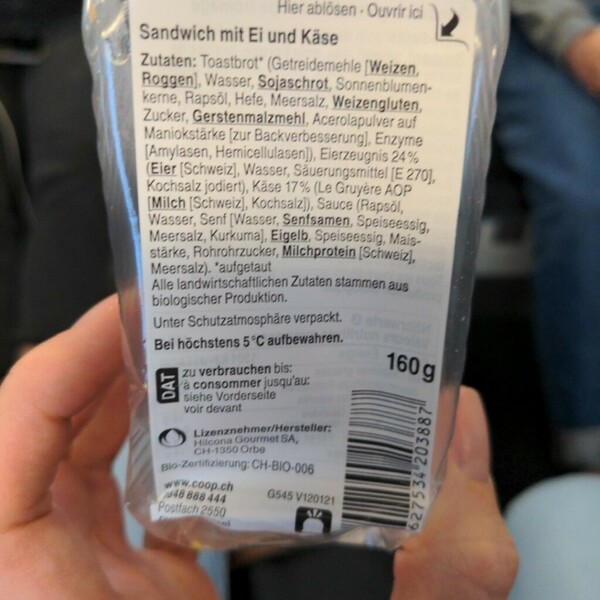 Hier ablösen · Ouvrir ici
Sandwich mit Ei und Käse
Zutaten: Toastbrot* (Getreidemehle [Weizen,
Roggen], Wasser, Sojaschrot, Sonnenblumen-
kerne, Rapsöl, Hefe, Meersalz, Weizengluten,
Zucker, Gerstenmalzmehl, Acerolapulver auf
Maniokstärke [zur Backverbesserung], Enzyme
[Amylasen, Hemicellulasen]), Eierzeugnis 24%
(Eier [Schweiz], Wasser, Säuerungsmittel [E 270],
Kochsalz jodiert), Käse 17% (Le Gruyère AOP
[Milch [Schweiz], Kochsalz]), Sauce (Rapsöl,
Wasser, Senf [Wasser, Senfsamen, Speiseessig,
Meersalz, Kurkuma], Eigelb, Speiseessig, Mais-
stärke, Rohrohrzucker, Milchprotein [Schweiz],
Meersalz). *aufgetaut
Alle landwirtschaftlichen Zutaten stammen aus
biologischer Produktion.
Unter Schutzatmosphäre verpackt.
Bei höchstens 5°C aufbewahren.
160g
DAT
zu verbrauchen bis:
à consommer jusqu'au:
siehe Vorderseite
voir devant
Lizenznehmer/Hersteller:
Hilcona Gourmet SA,
CH-1350 Orbe
Bio-Zertifizierung: CH-BIO-006
www.coop.ch
0848 888 444
G545 V120121
Postfach 2550
627534 203887